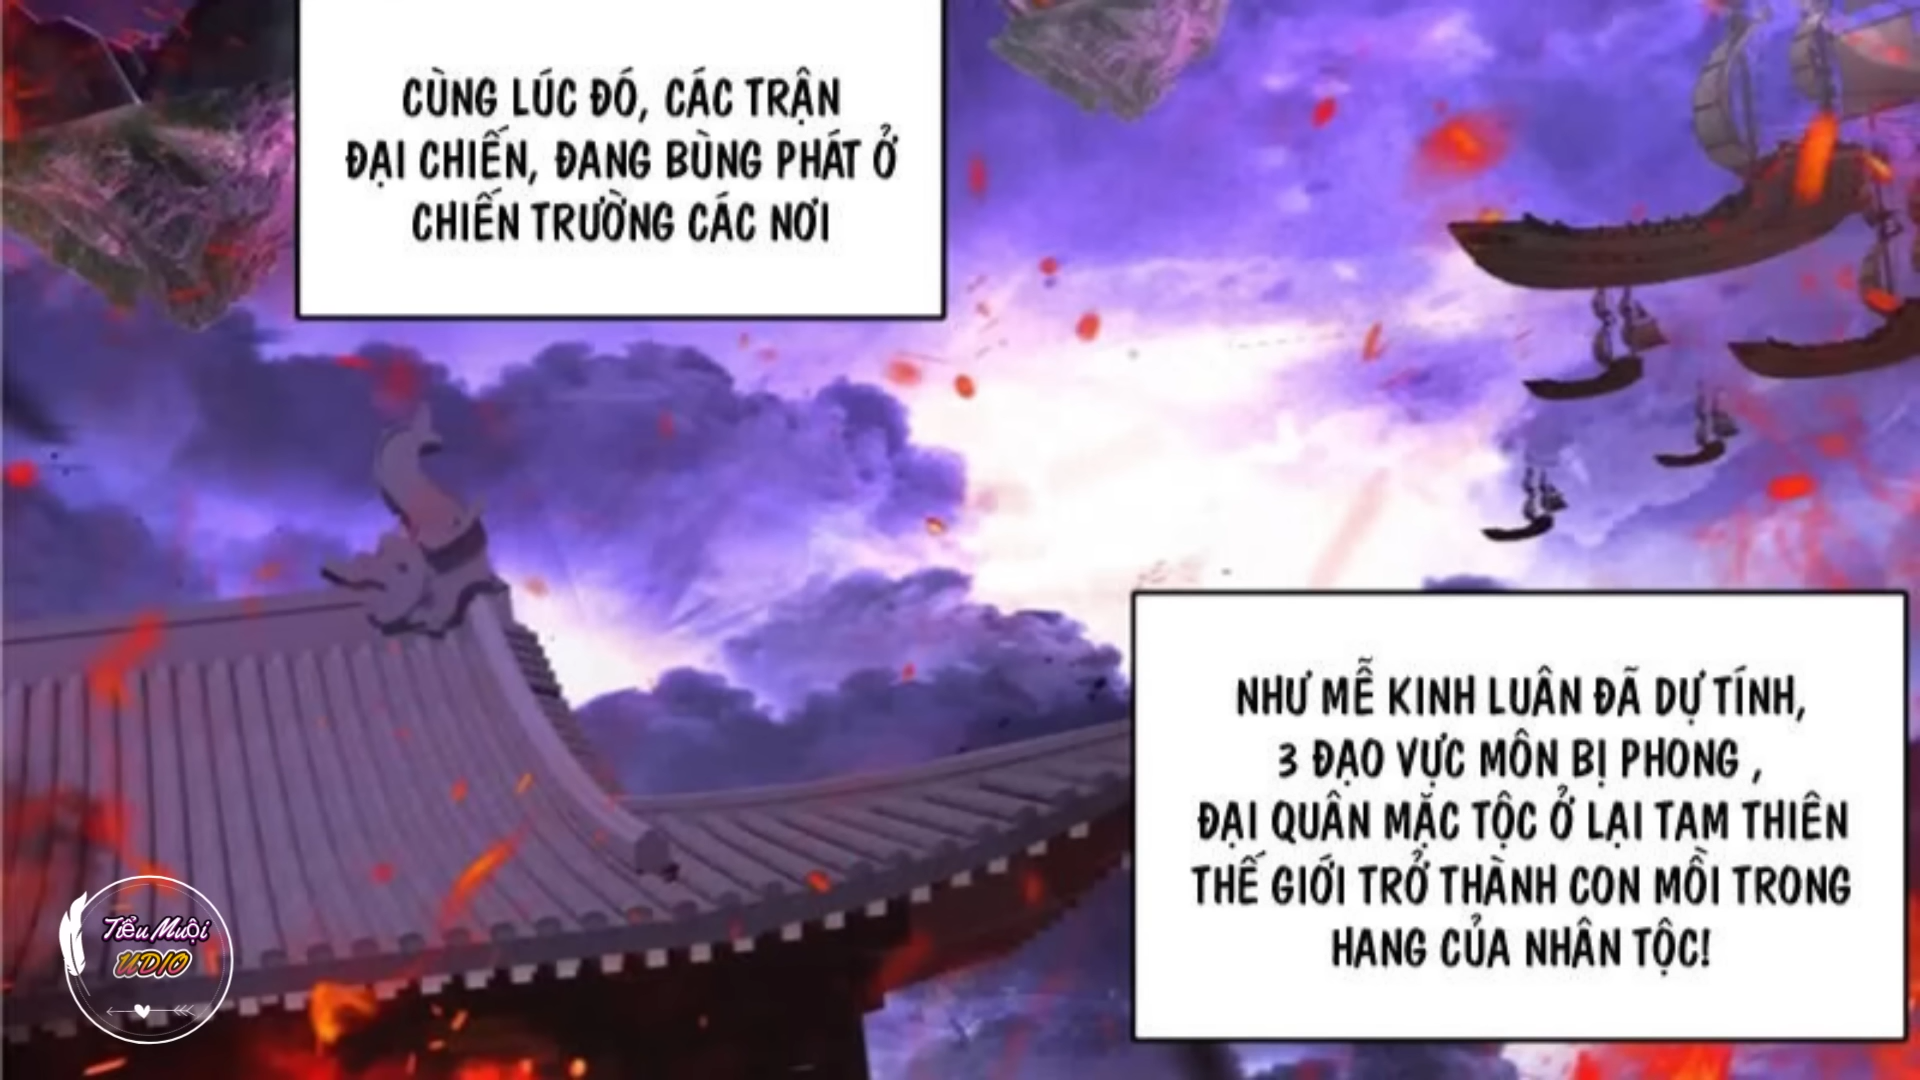 CÙNG LÚC ĐÓ, CÁC TRẬN
ĐẠI CHIẾN, ĐANG BÙNG PHÁT Ở
CHIẾN TRƯỜNG CÁC NƠI
NHƯ MỄ KINH LUÂN ĐÃ DỰ TÍNH,
3 ĐẠO VỰC MÔN BỊ PHONG ,
ĐẠI QUÂN MẶC TỘC Ở LẠI TAM THIÊN
THẾ GIỚI TRỞ THÀNH CON MỒI TRONG
HANG CỦA NHÂN TỘC!
Tiểu Muội
UDIO